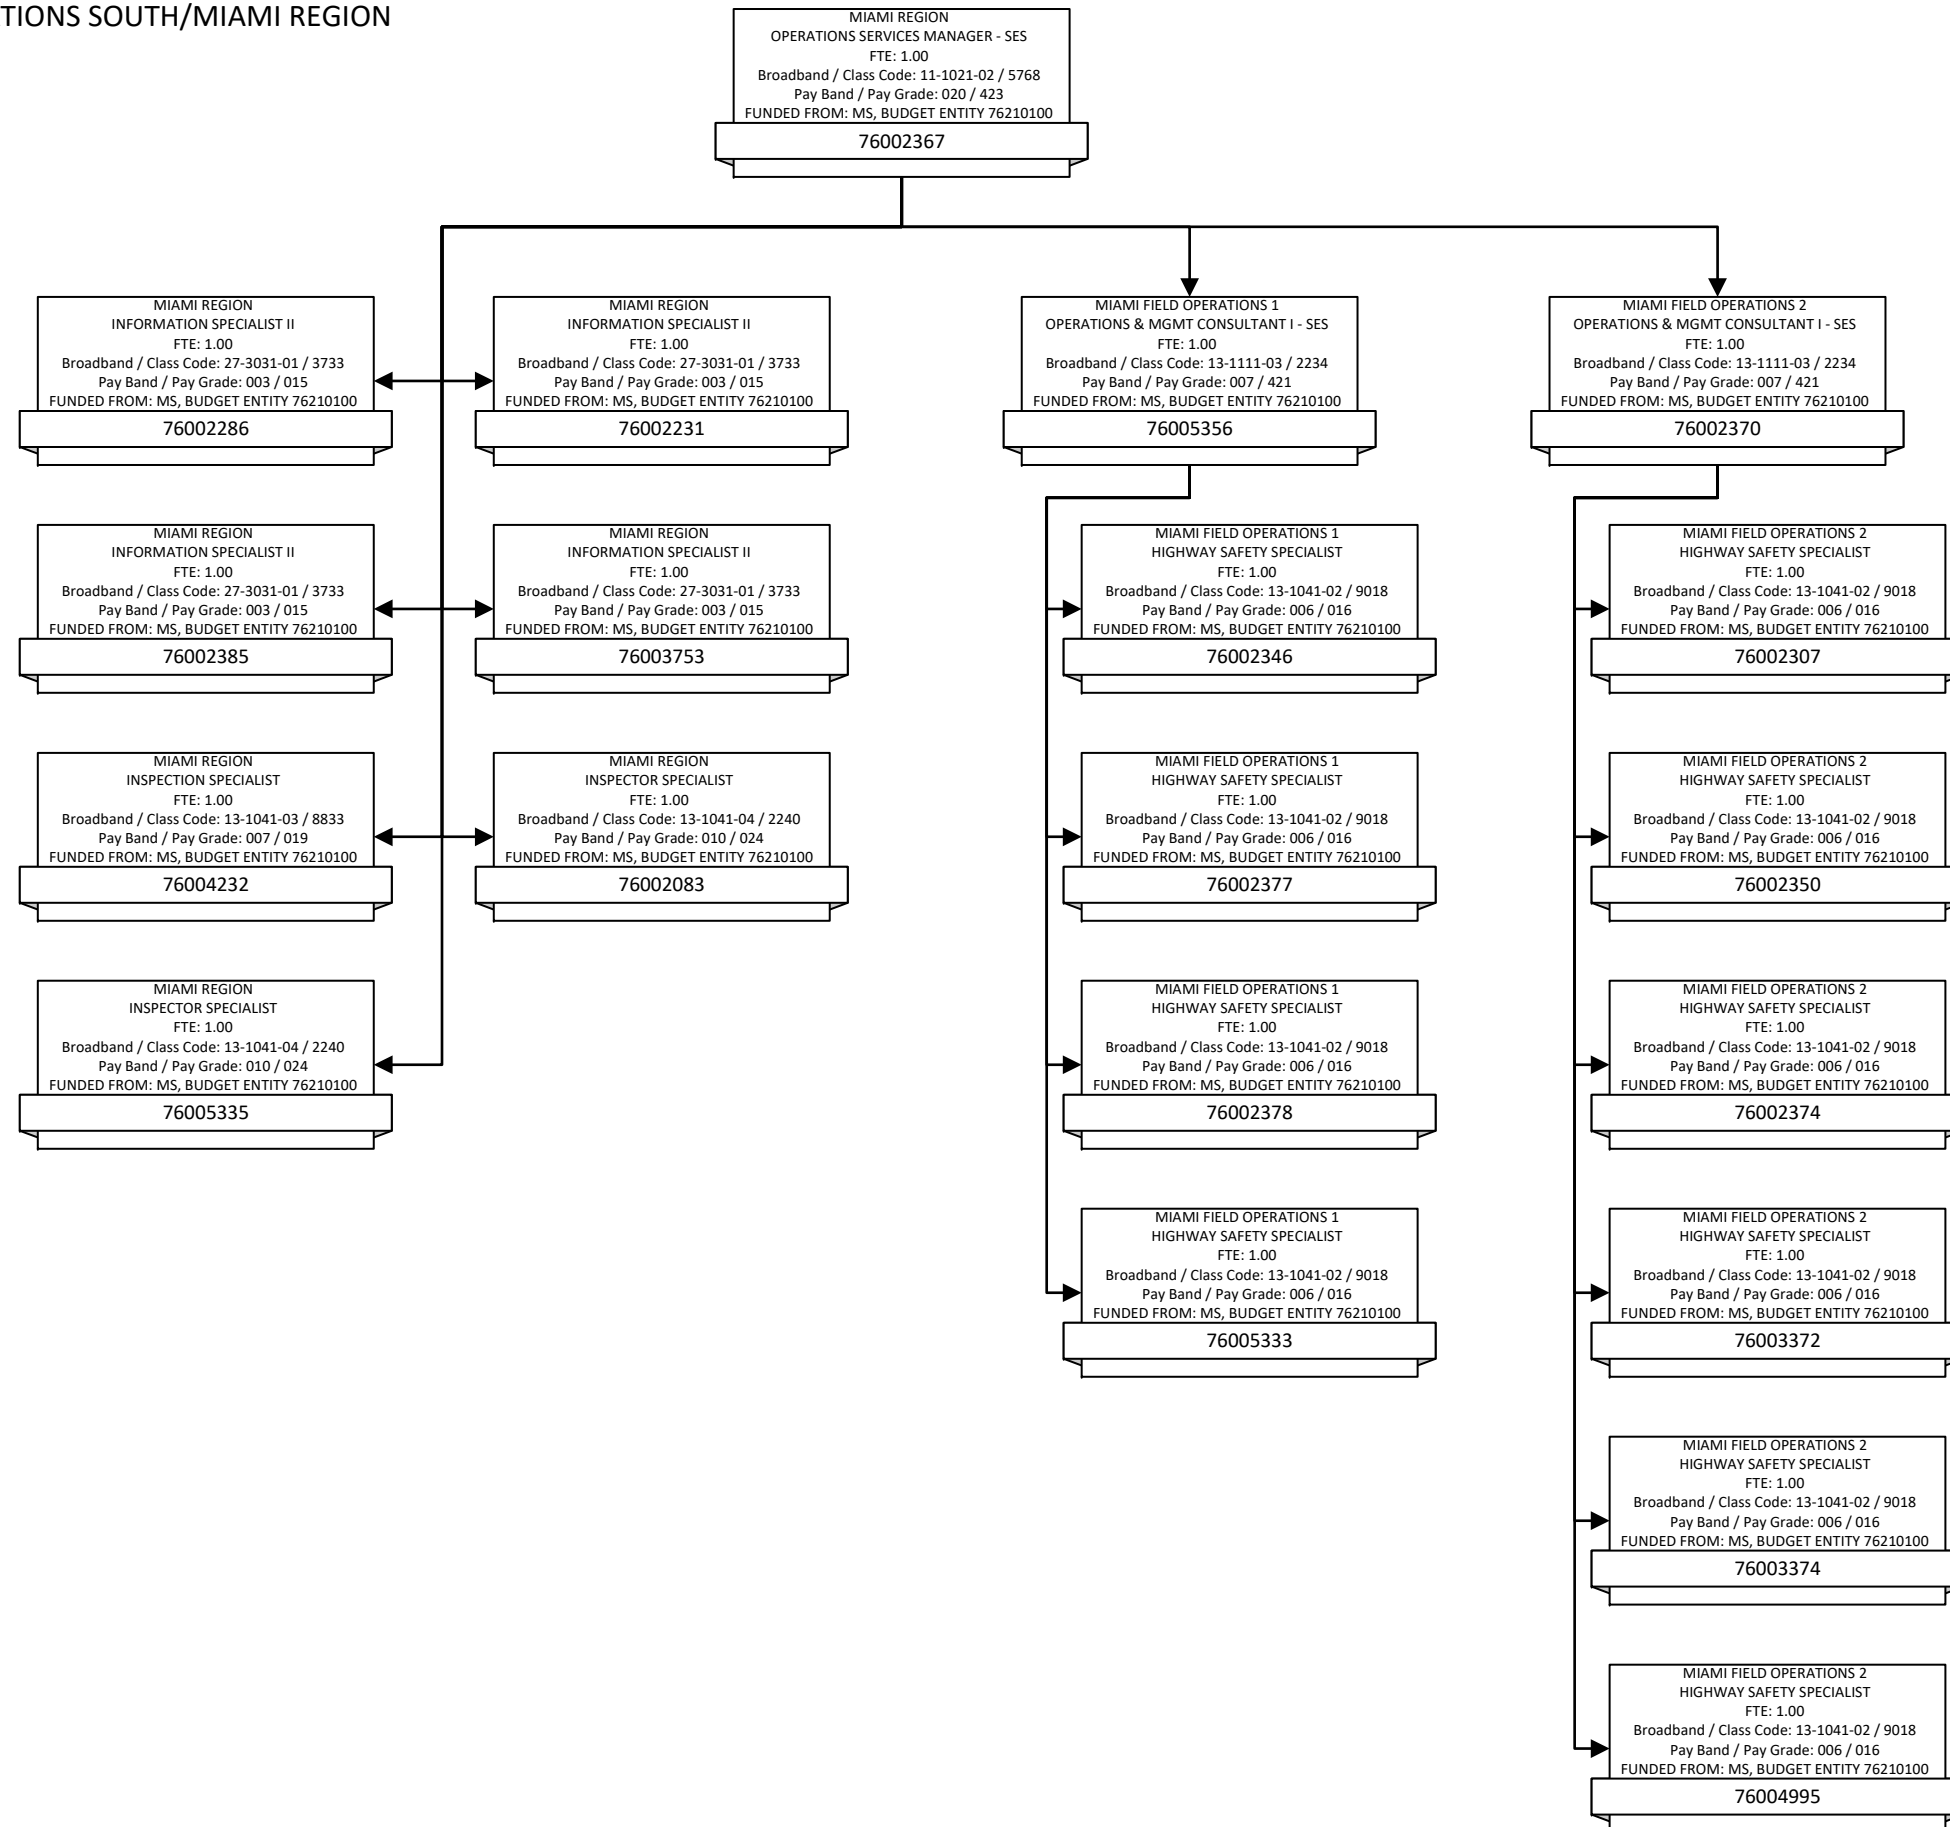 TIONS SOUTH/MIAMI REGION
MIAMI REGION
OPERATIONS SERVICES MANAGER - SES
FTE: 1.00
Broadband / Class Code: 11-1021-02 / 5768
Pay Band / Pay Grade: 020 / 423
FUNDED FROM: MS, BUDGET ENTITY 76210100
76002367
MIAMI REGION
INFORMATION SPECIALIST II
FTE: 1.00
Broadband / Class Code: 27-3031-01 / 3733
Pay Band / Pay Grade: 003 / 015
FUNDED FROM: MS, BUDGET ENTITY 76210100
76002286
MIAMI REGION
INFORMATION SPECIALIST II
FTE: 1.00
Broadband / Class Code: 27-3031-01 / 3733
Pay Band / Pay Grade: 003 / 015
FUNDED FROM: MS, BUDGET ENTITY 76210100
76002231
MIAMI FIELD OPERATIONS 1
OPERATIONS & MGMT CONSULTANT I - SES
FTE: 1.00
Broadband / Class Code: 13-1111-03 / 2234
Pay Band / Pay Grade: 007 / 421
FUNDED FROM: MS, BUDGET ENTITY 76210100
76005356
MIAMI FIELD OPERATIONS 2
OPERATIONS & MGMT CONSULTANT I - SES
FTE: 1.00
Broadband / Class Code: 13-1111-03 / 2234
Pay Band / Pay Grade: 007 / 421
FUNDED FROM: MS, BUDGET ENTITY 76210100
76002370
MIAMI REGION
INFORMATION SPECIALIST II
FTE: 1.00
Broadband / Class Code: 27-3031-01 / 3733
Pay Band / Pay Grade: 003 / 015
FUNDED FROM: MS, BUDGET ENTITY 76210100
76002385
MIAMI REGION
INFORMATION SPECIALIST II
FTE: 1.00
Broadband / Class Code: 27-3031-01 / 3733
Pay Band / Pay Grade: 003 / 015
FUNDED FROM: MS, BUDGET ENTITY 76210100
76003753
MIAMI FIELD OPERATIONS 1
HIGHWAY SAFETY SPECIALIST
FTE: 1.00
Broadband / Class Code: 13-1041-02 / 9018
Pay Band / Pay Grade: 006 / 016
FUNDED FROM: MS, BUDGET ENTITY 76210100
76002346
MIAMI FIELD OPERATIONS 2
HIGHWAY SAFETY SPECIALIST
FTE: 1.00
Broadband / Class Code: 13-1041-02 / 9018
Pay Band / Pay Grade: 006 / 016
FUNDED FROM: MS, BUDGET ENTITY 76210100
76002307
MIAMI REGION
INSPECTION SPECIALIST
FTE: 1.00
Broadband / Class Code: 13-1041-03 / 8833
Pay Band / Pay Grade: 007 / 019
FUNDED FROM: MS, BUDGET ENTITY 76210100
76004232
MIAMI REGION
INSPECTOR SPECIALIST
FTE: 1.00
Broadband / Class Code: 13-1041-04 / 2240
Pay Band / Pay Grade: 010 / 024
FUNDED FROM: MS, BUDGET ENTITY 76210100
76002083
MIAMI FIELD OPERATIONS 1
HIGHWAY SAFETY SPECIALIST
FTE: 1.00
Broadband / Class Code: 13-1041-02 / 9018
Pay Band / Pay Grade: 006 / 016
FUNDED FROM: MS, BUDGET ENTITY 76210100
76002377
MIAMI FIELD OPERATIONS 2
HIGHWAY SAFETY SPECIALIST
FTE: 1.00
Broadband / Class Code: 13-1041-02 / 9018
Pay Band / Pay Grade: 006 / 016
FUNDED FROM: MS, BUDGET ENTITY 76210100
76002350
MIAMI REGION
INSPECTOR SPECIALIST
FTE: 1.00
Broadband / Class Code: 13-1041-04 / 2240
Pay Band / Pay Grade: 010 / 024
FUNDED FROM: MS, BUDGET ENTITY 76210100
76005335
MIAMI FIELD OPERATIONS 1
HIGHWAY SAFETY SPECIALIST
FTE: 1.00
Broadband / Class Code: 13-1041-02 / 9018
Pay Band / Pay Grade: 006 / 016
FUNDED FROM: MS, BUDGET ENTITY 76210100
76002378
MIAMI FIELD OPERATIONS 2
HIGHWAY SAFETY SPECIALIST
FTE: 1.00
Broadband / Class Code: 13-1041-02 / 9018
Pay Band / Pay Grade: 006 / 016
FUNDED FROM: MS, BUDGET ENTITY 76210100
76002374
MIAMI FIELD OPERATIONS 1
HIGHWAY SAFETY SPECIALIST
FTE: 1.00
Broadband / Class Code: 13-1041-02 / 9018
Pay Band / Pay Grade: 006 / 016
FUNDED FROM: MS, BUDGET ENTITY 76210100
76005333
MIAMI FIELD OPERATIONS 2
HIGHWAY SAFETY SPECIALIST
FTE: 1.00
Broadband / Class Code: 13-1041-02 / 9018
Pay Band / Pay Grade: 006 / 016
FUNDED FROM: MS, BUDGET ENTITY 76210100
76003372
MIAMI FIELD OPERATIONS 2
HIGHWAY SAFETY SPECIALIST
FTE: 1.00
Broadband / Class Code: 13-1041-02 / 9018
Pay Band / Pay Grade: 006 / 016
FUNDED FROM: MS, BUDGET ENTITY 76210100
76003374
MIAMI FIELD OPERATIONS 2
HIGHWAY SAFETY SPECIALIST
FTE: 1.00
Broadband / Class Code: 13-1041-02 / 9018
Pay Band / Pay Grade: 006 / 016
FUNDED FROM: MS, BUDGET ENTITY 76210100
76004995